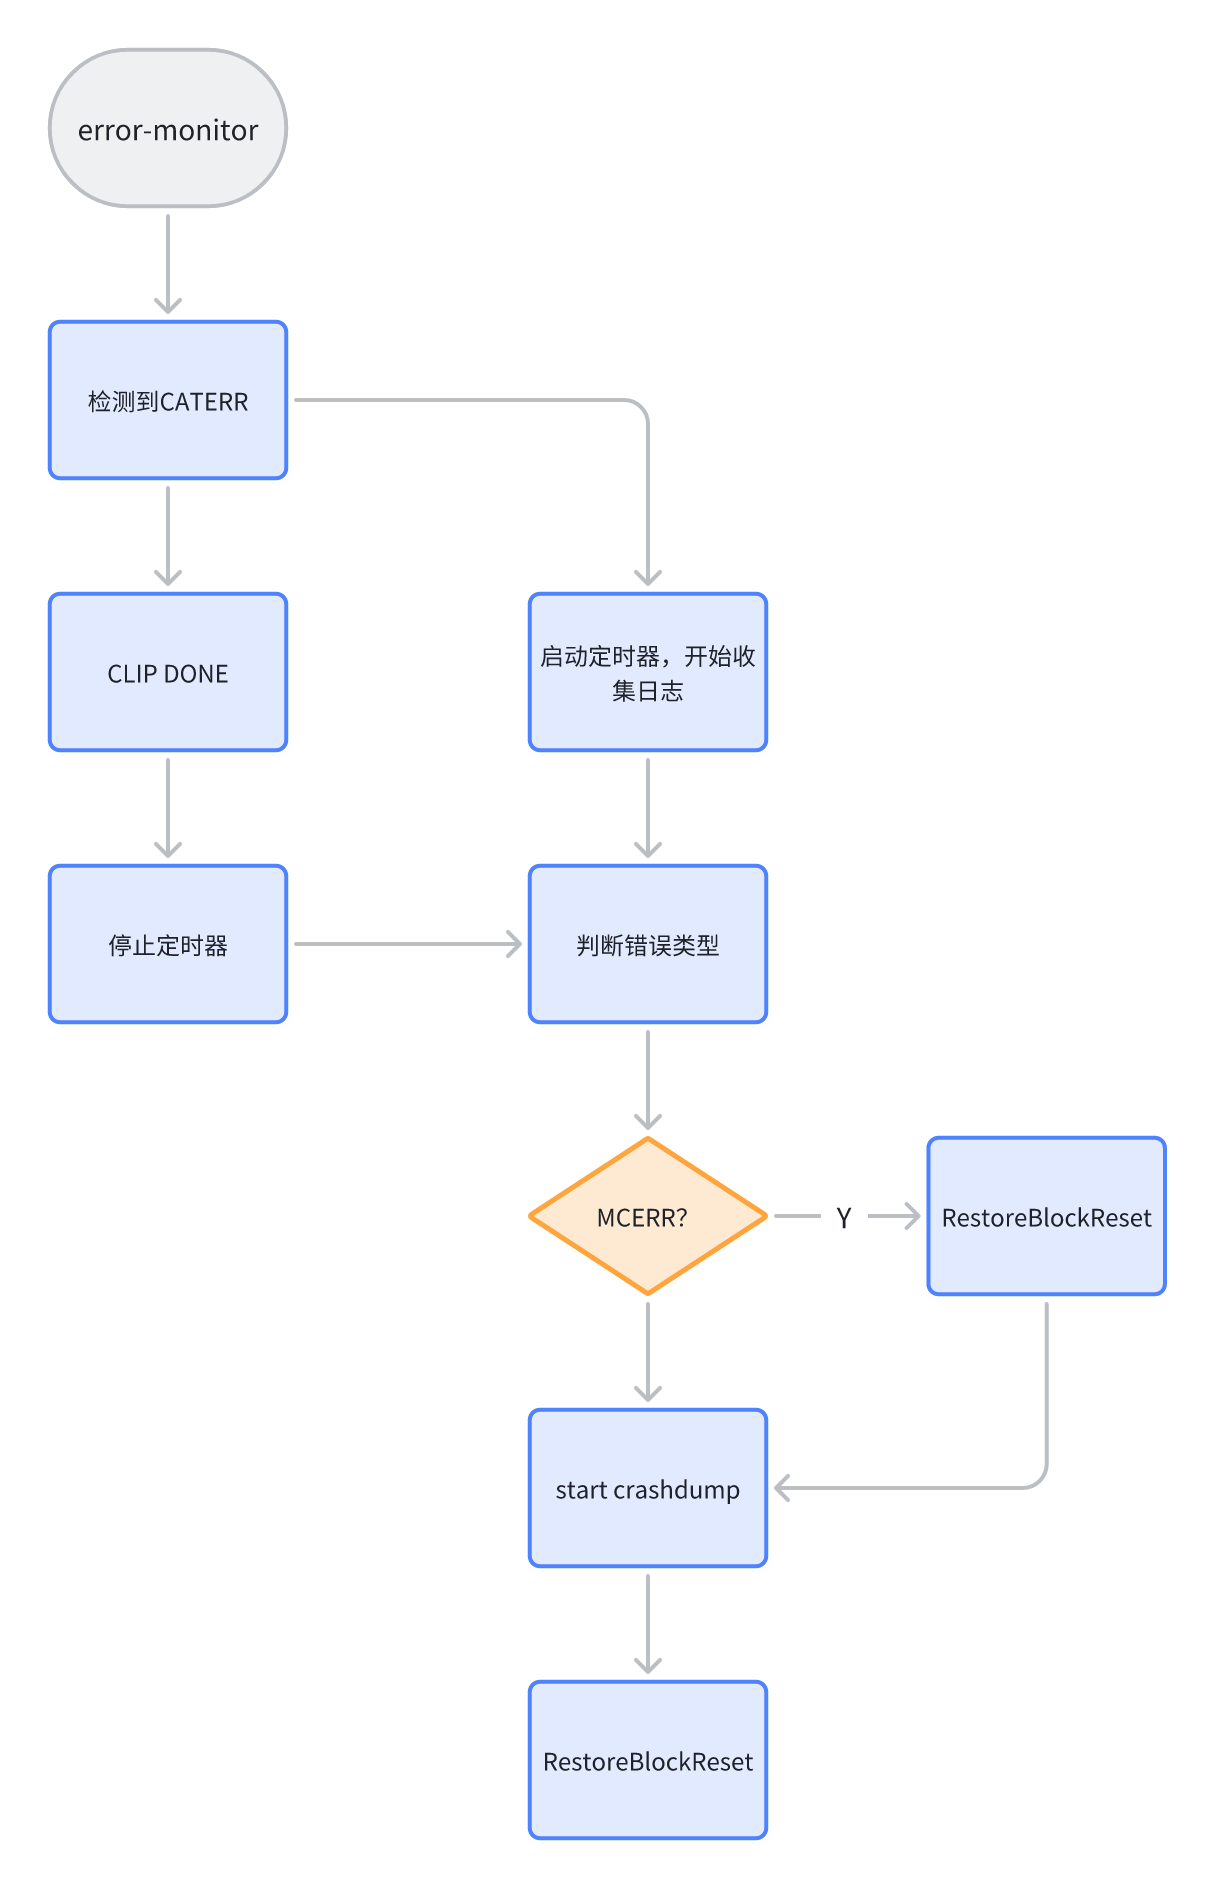 error-monitor
检测到CATERR
CLIP DONE
启动定时器，开始收
集日志
停止定时器
判断错误类型
MCERR？
Y
RestoreBlockReset
start crashdump
RestoreBlockReset